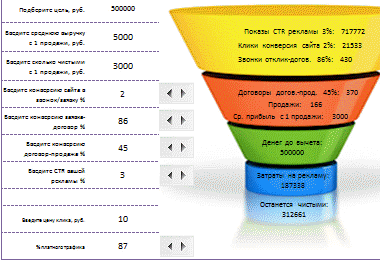 Подберите цель, руб.
500000
Введите среднюю выручку
с 1 продажи, руб.
5000
Введите сколько чистыми
с 1 продажи, руб.
3000
Введите конверсию сайта в
звонок/заявку %
2
Введите конверсию заявка-
договор %
86
Введите конверсию
договор-продажа %
45
Введите CTR вашей
рекламы %
3
Введите цену клика, руб.
10
% платного трафика
87
Показы CTR рекламы 3%: 717772
Клики конверсия сайта 2%: 21533
Звонки отклик-догов. 86%: 430
Договоры догов.-прод. 45%: 370
Продажи: 166
Ср. прибыль с 1 продажи: 3000
Денег до вычета:
500000
Затраты на рекламу:
187338
Останется чистыми:
312661